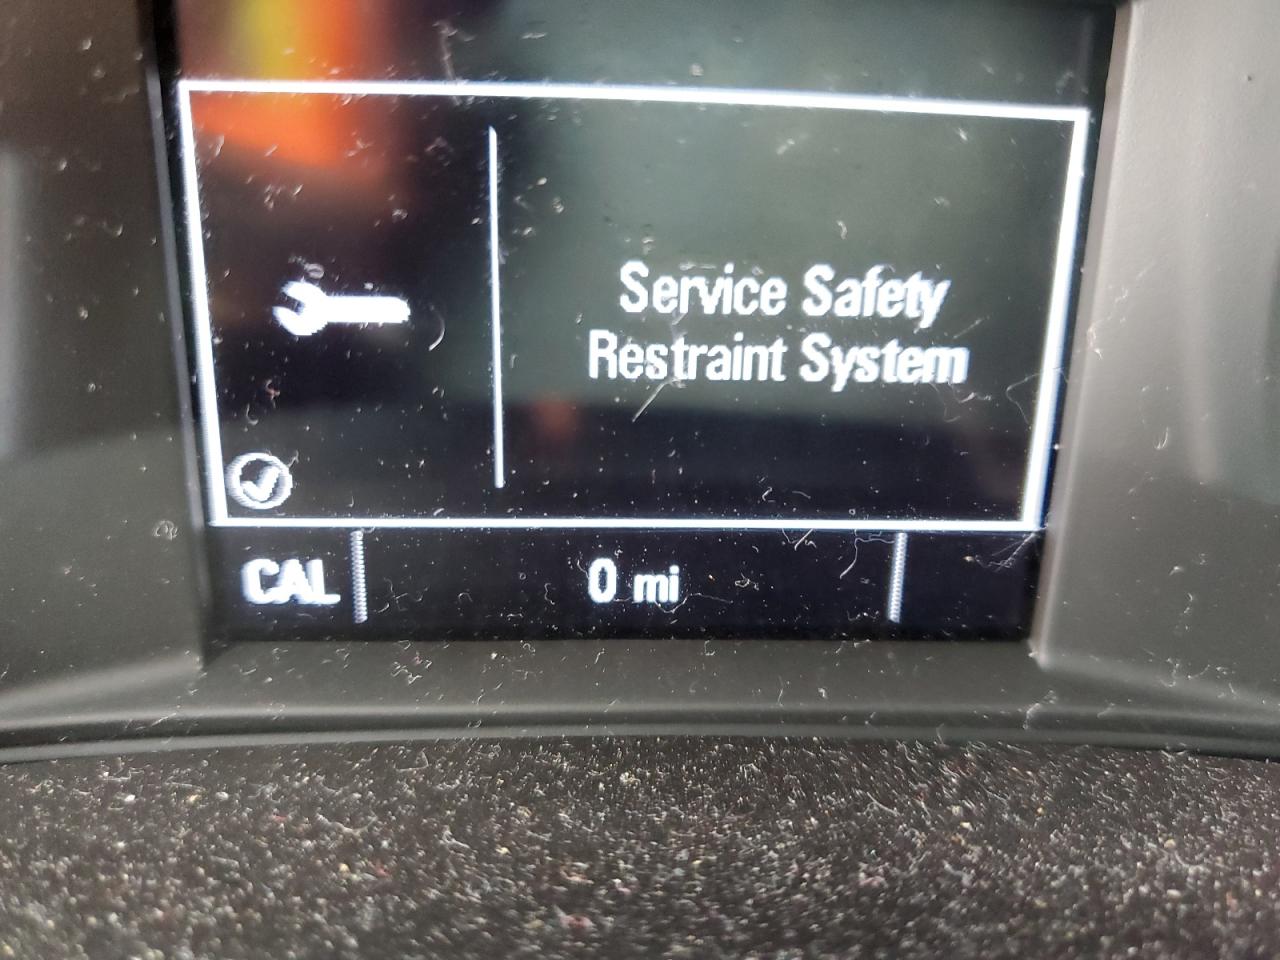 Service Safety
Restraint System
CAL
0 mi